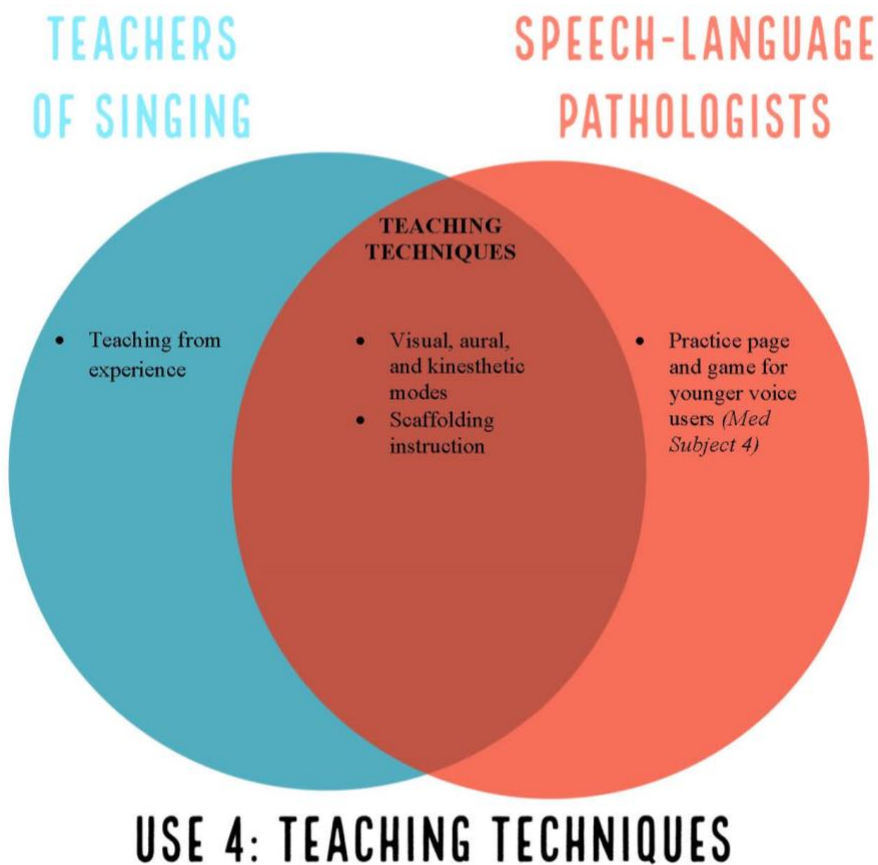 TEACHERS
OF SINGING
SPEECH-LANGUAGE
PATHOLOGISTS
TEACHING
TECHNIQUES
• Teaching from
experience
• Visual, aural,
and kinesthetic
modes
• Scaffolding
instruction
• Practice page
and game for
younger voice
users (Med
Subject 4)
USE 4: TEACHING TECHNIQUES